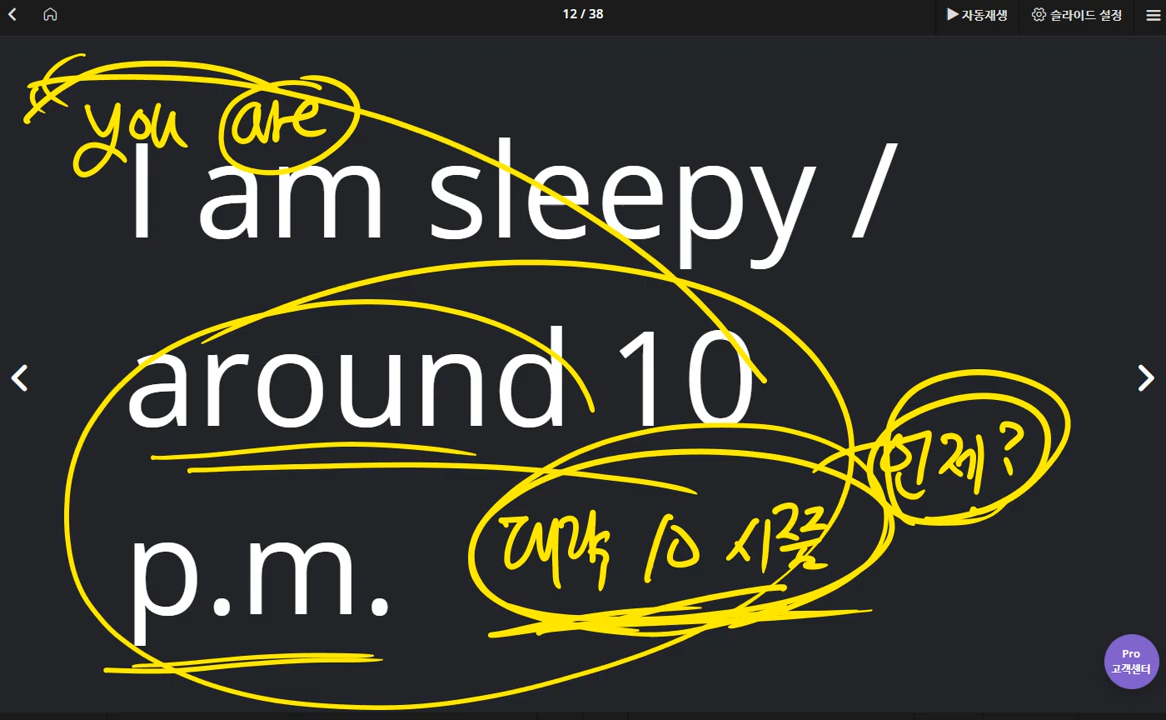 12 / 38
▶ 자동재생
슬라이드 설정
you are
I am sleepy /
around 10
언제?
p.m.
대략 10 시쯤
Pro
고객센터